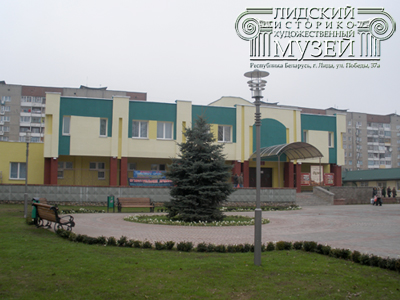 ЛИДСКИЙ
ИСТОРИКО-
ХУДОЖЕСТВЕННЫЙ
МУЗЕЙ
Республика Беларусь, г. Лида, ул. Победы, 37а